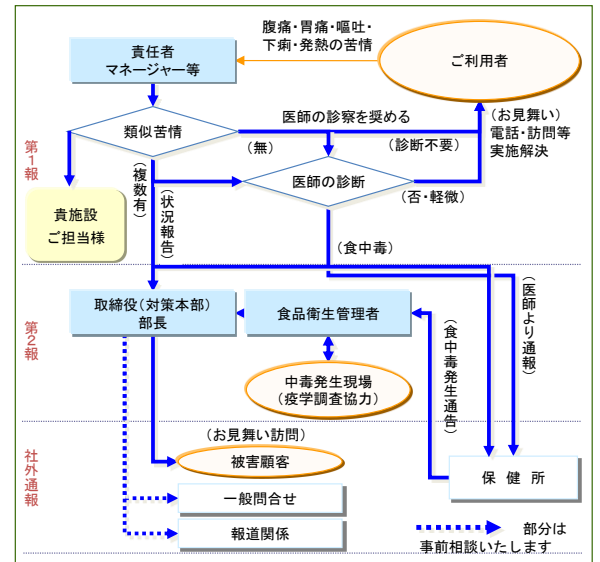 腹痛・胃痛・嘔吐・
下痢・発熱の苦情
責任者
マネージャー等
ご利用者
類似苦情
医師の診察を奨める
(お見舞い)
電話・訪問等
実施解決
(無)
(診断不要)
第1報
(複数有)
(状況報告)
医師の診断
(否・軽微)
貴施設
ご担当様
(食中毒)
第2報
取締役(対策本部)
部長
食品衛生管理者
(食中毒発生通告)
(医師より通報)
中毒発生現場
(疫学調査協力)
社外通報
(お見舞い訪問)
被害顧客
保健所
一般問合せ
報道関係
部分は
事前相談いたします